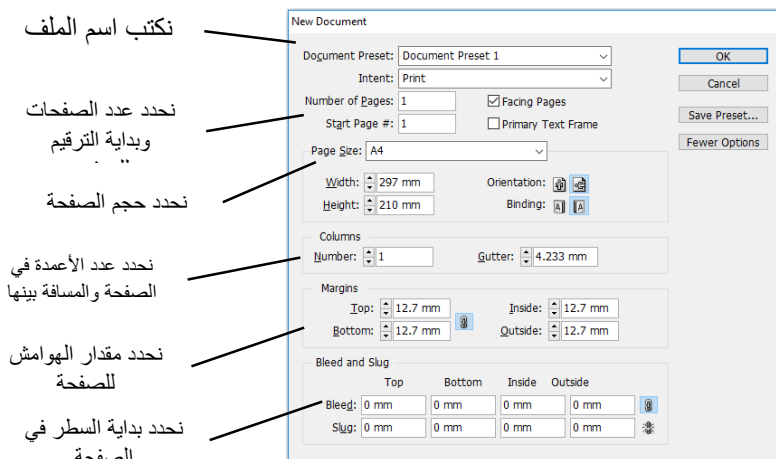 نكتب اسم الملف
نحدد عدد الصفحات
وبداية الترقيم
نحدد حجم الصفحة
نحدد عدد الأعمدة في
الصفحة والمسافة بينها
نحدد مقدار الهوامش
للصفحة
نحدد بداية السطر في
الصفحة
New Document
Document Preset: Document Preset 1
OK
Intent: Print
Cancel
Number of Pages: 1 Facing Pages
Save Preset...
Start Page #: 1 Primary Text Frame
Fewer Options
Page Size: A4
Width: 297 mm Orientation:
Height: 210 mm Binding:
Columns
Number: 1 Gutter: 4.233 mm
Margins
Top: 12.7 mm Inside: 12.7 mm
Bottom: 12.7 mm Outside: 12.7 mm
Bleed and Slug
Top Bottom Inside Outside
Bleed: 0 mm 0 mm 0 mm 0 mm
Slug: 0 mm 0 mm 0 mm 0 mm